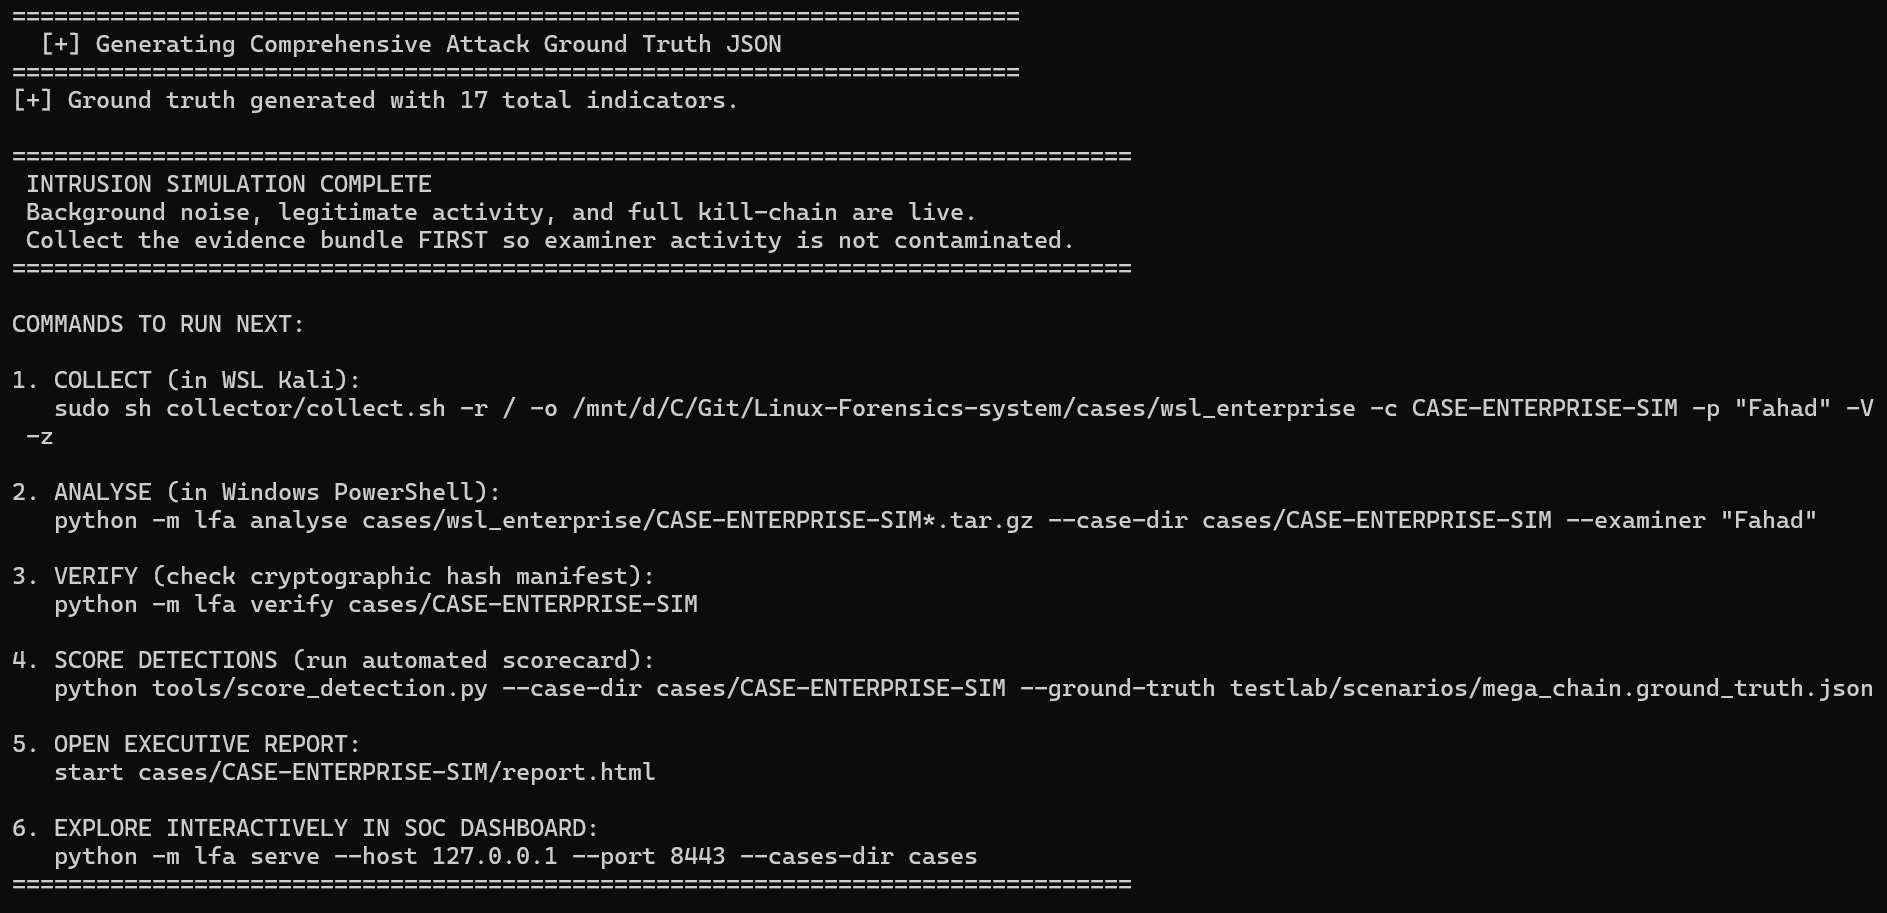 ========================================================================
  [+] Generating Comprehensive Attack Ground Truth JSON
========================================================================
[+] Ground truth generated with 17 total indicators.

================================================================================
 INTRUSION SIMULATION COMPLETE
 Background noise, legitimate activity, and full kill-chain are live.
 Collect the evidence bundle FIRST so examiner activity is not contaminated.
================================================================================

COMMANDS TO RUN NEXT:

1. COLLECT (in WSL Kali):
   sudo sh collector/collect.sh -r / -o /mnt/d/C/Git/Linux-Forensics-system/cases/wsl_enterprise -c CASE-ENTERPRISE-SIM -p "Fahad" -V
 -z

2. ANALYSE (in Windows PowerShell):
   python -m lfa analyse cases/wsl_enterprise/CASE-ENTERPRISE-SIM*.tar.gz --case-dir cases/CASE-ENTERPRISE-SIM --examiner "Fahad"

3. VERIFY (check cryptographic hash manifest):
   python -m lfa verify cases/CASE-ENTERPRISE-SIM

4. SCORE DETECTIONS (run automated scorecard):
   python tools/score_detection.py --case-dir cases/CASE-ENTERPRISE-SIM --ground-truth testlab/scenarios/mega_chain.ground_truth.json

5. OPEN EXECUTIVE REPORT:
   start cases/CASE-ENTERPRISE-SIM/report.html

6. EXPLORE INTERACTIVELY IN SOC DASHBOARD:
   python -m lfa serve --host 127.0.0.1 --port 8443 --cases-dir cases
================================================================================